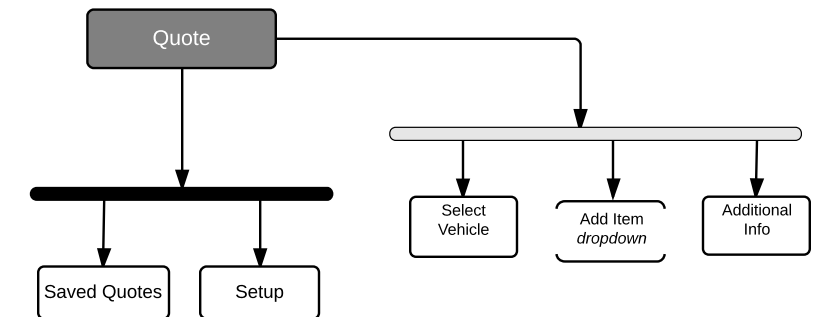 Quote
Select
Vehicle
Add Item
dropdown
Additional
Info
Saved Quotes
Setup